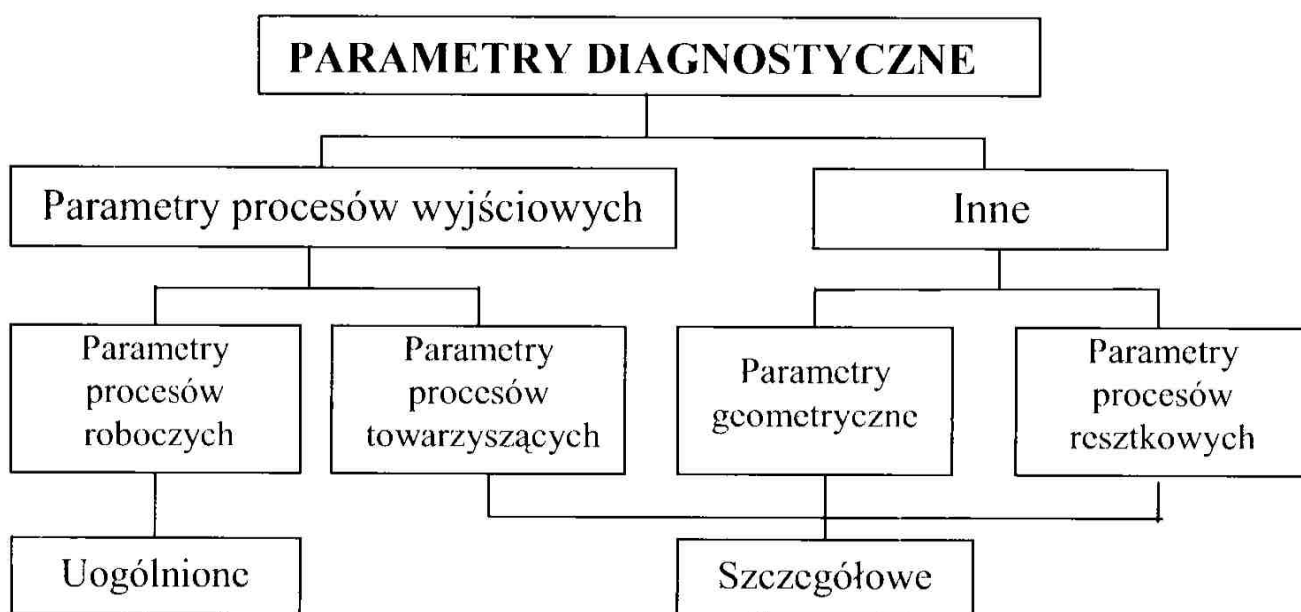 PARAMETRY DIAGNOSTYCZNE
Parametry procesów wyjściowych
Inne
Parametry
procesów
roboczych
Parametry
procesów
towarzyszących
Parametry
geometryczne
Parametry
procesów
resztkowych
Uogólnione
Szczegółowe